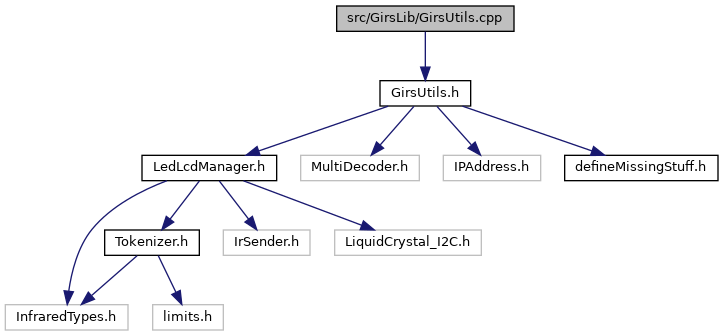 src/GirsLib/GirsUtils.cpp
GirsUtils.h
LedLcdManager.h
MultiDecoder.h
IPAddress.h
defineMissingStuff.h
Tokenizer.h
IrSender.h
LiquidCrystal_I2C.h
InfraredTypes.h
limits.h